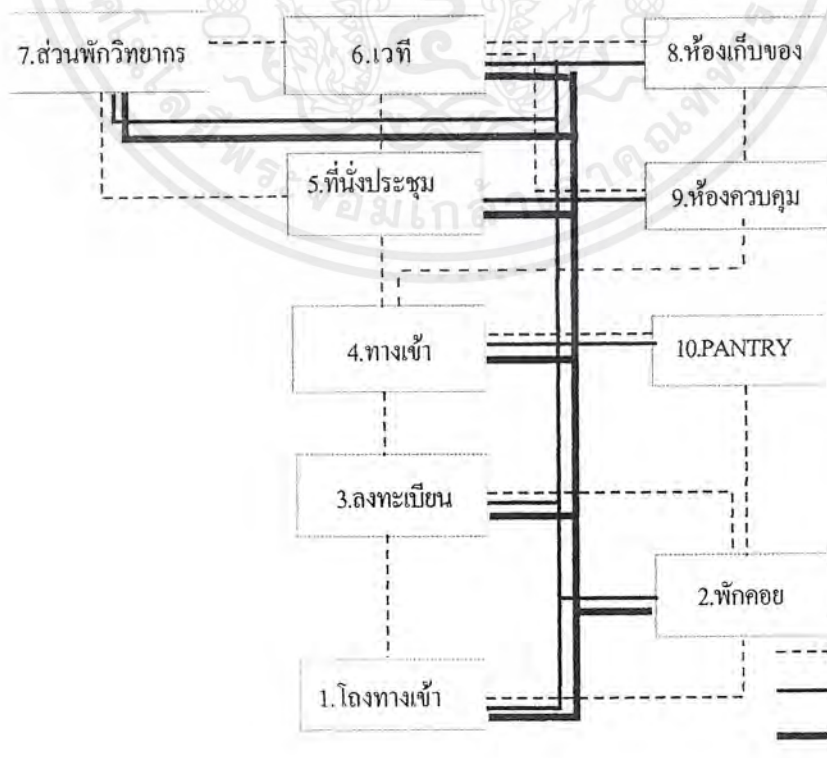 7.ส่วนพักวิทยากร
6.เวที
8.ห้องเก็บของ
5.ที่นั่งประชุม
9.ห้องควบคุม
4.ทางเข้า
10.PANTRY
3.ลงทะเบียน
2.พักคอย
1.โถงทางเข้า